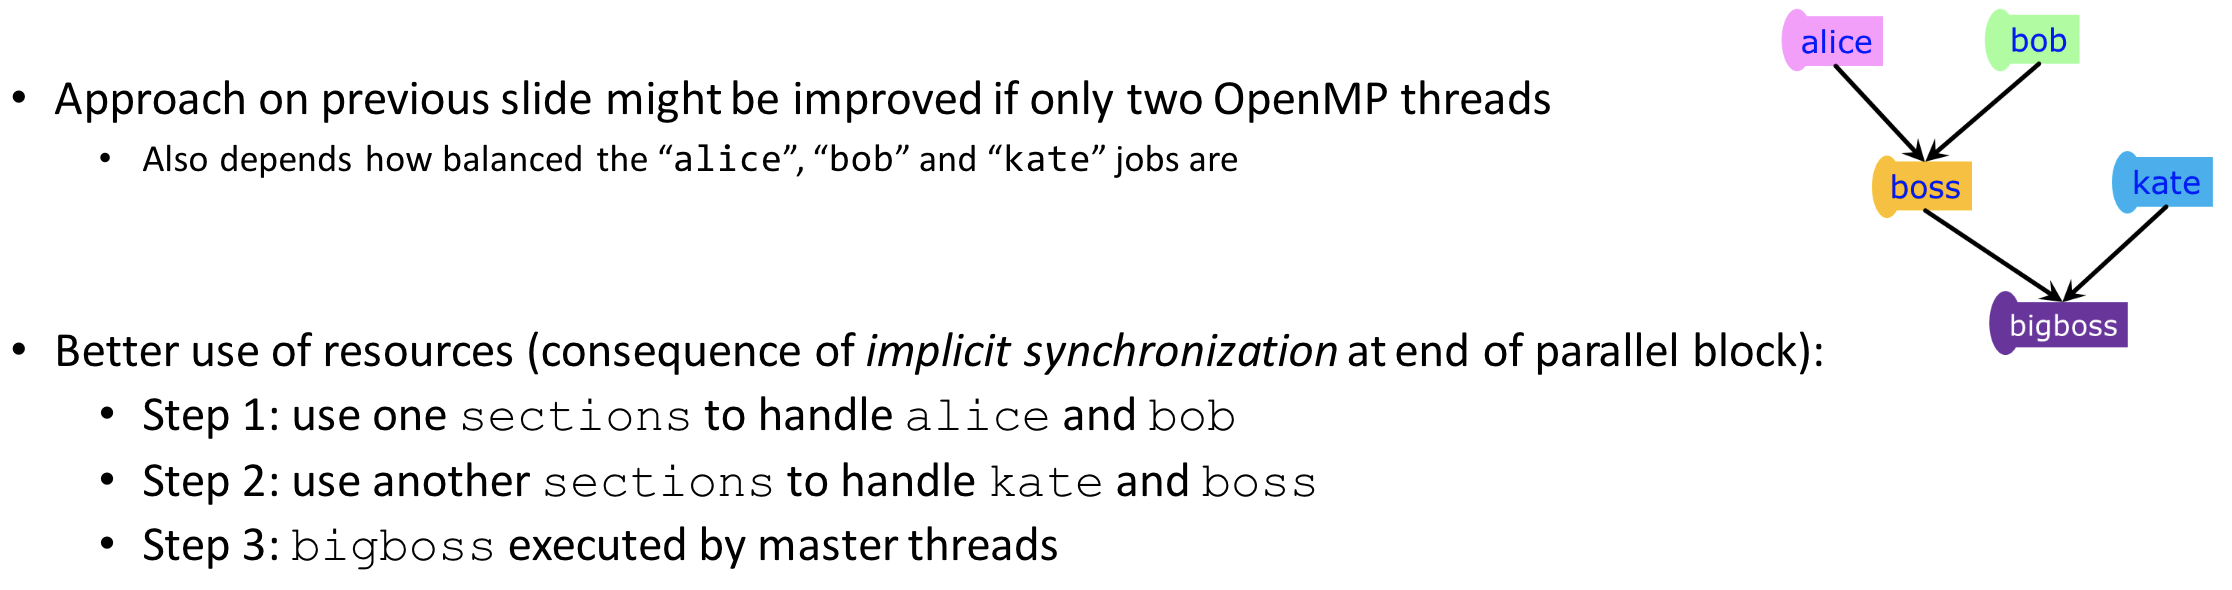 alice
bob
• Approach on previous slide might be improved if only two OpenMP threads
• Also depends how balanced the “alice”, “bob” and “kate” jobs are
boss
kate
bigboss
• Better use of resources (consequence of implicit synchronization at end of parallel block):
• Step 1: use one sections to handle alice and bob
• Step 2: use another sections to handle kate and boss
• Step 3: bigboss executed by master threads